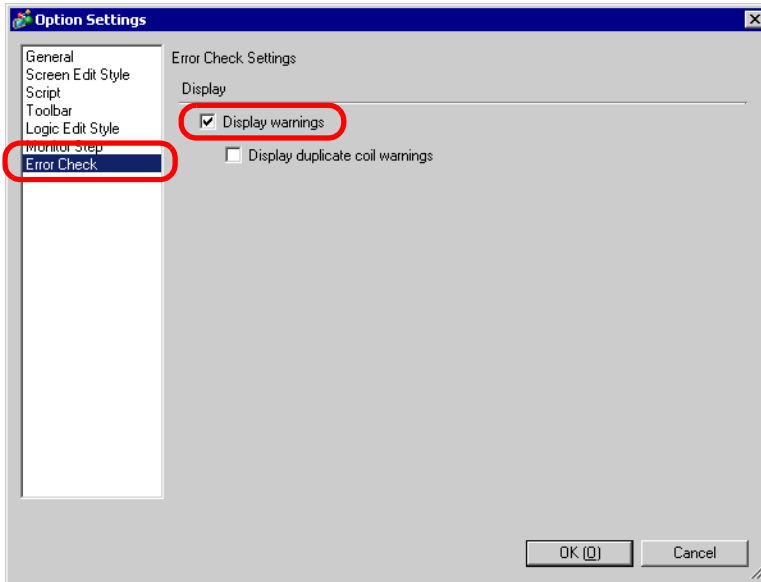 Option Settings
General
Screen Edit Style
Script
Toolbar
Logic Edit Style
Monitor Step
Error Check
Error Check Settings
Display
Display warnings
Display duplicate coil warnings
OK (O)
Cancel